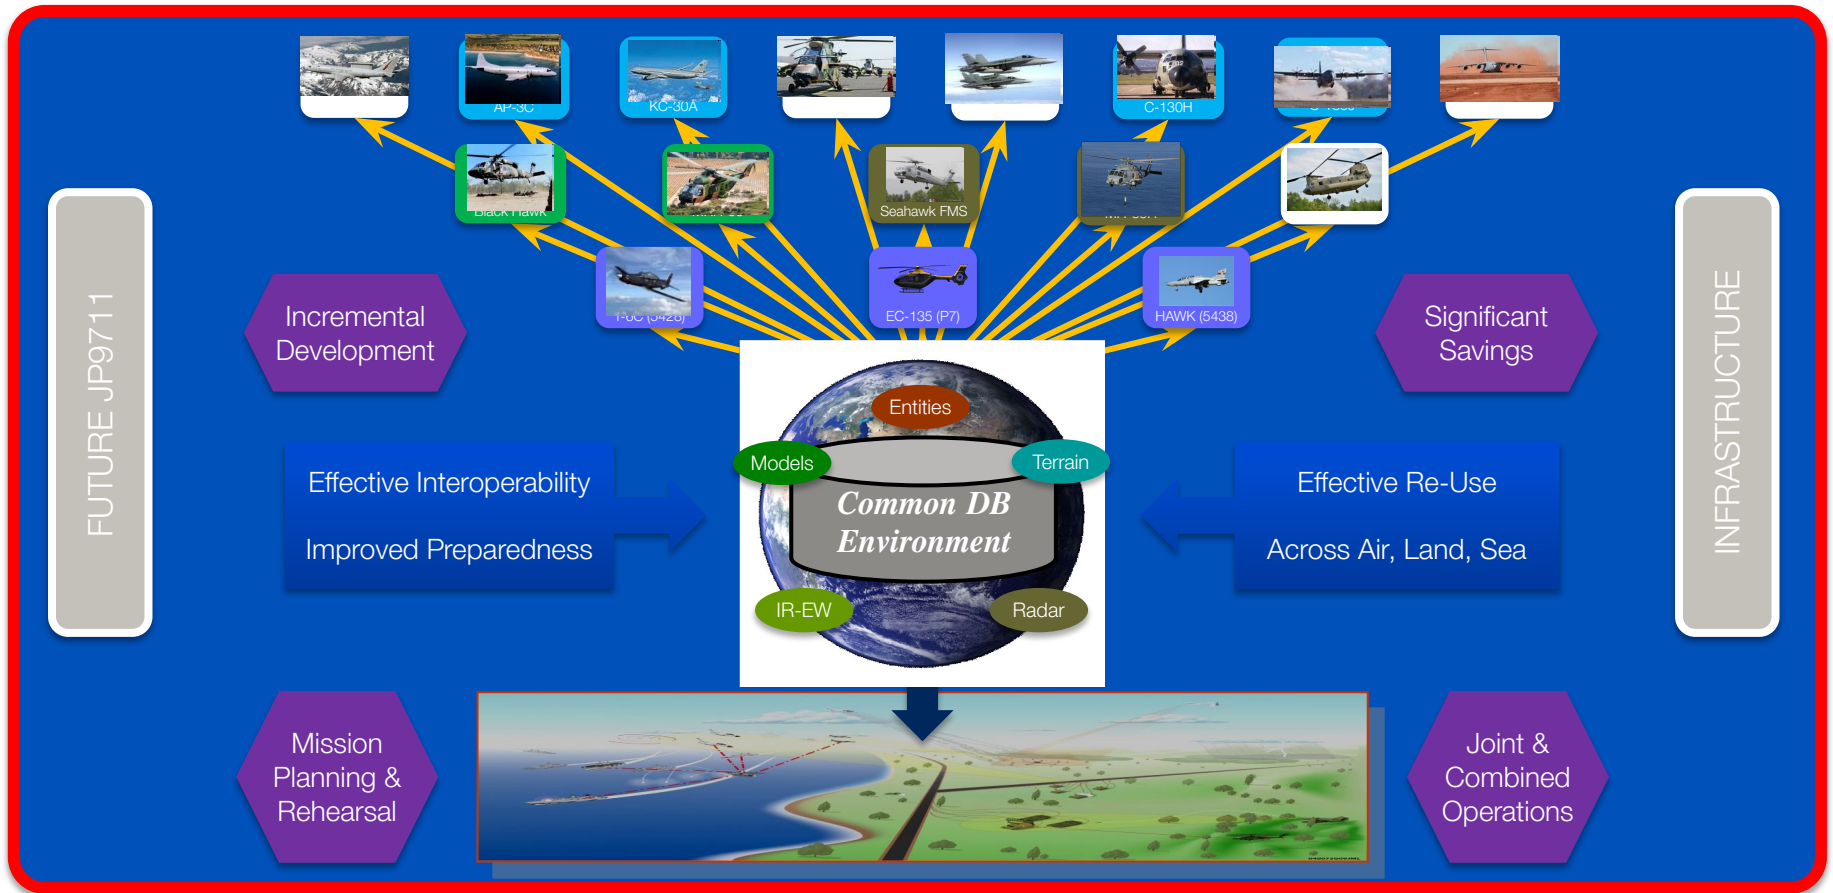 AP-3C
KC-30A
C-130H
Black Hawk
Seahawk FMS
EC-135 (P7)
HAWK (5438)
FUTURE JP9711
INFRASTRUCTURE
Incremental
Development
Significant
Savings
Entities
Models
Terrain
Common DB
Environment
IR-EW
Radar
Effective Interoperability
Improved Preparedness
Effective Re-Use
Across Air, Land, Sea
Mission
Planning &
Rehearsal
Joint &
Combined
Operations